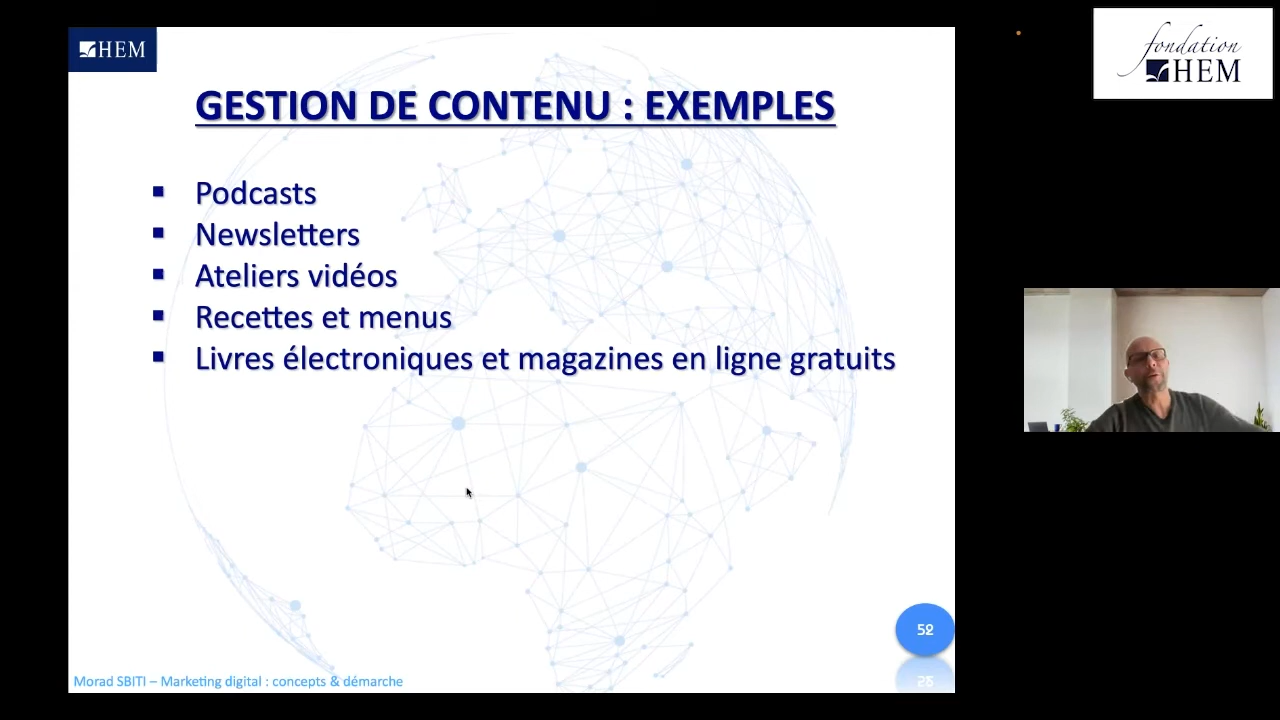 HEM
fondation
HEM
GESTION DE CONTENU : EXEMPLES
▪ Podcasts
▪ Newsletters
▪ Ateliers vidéos
▪ Recettes et menus
▪ Livres électroniques et magazines en ligne gratuits
Morad SBITI – Marketing digital : concepts & démarche